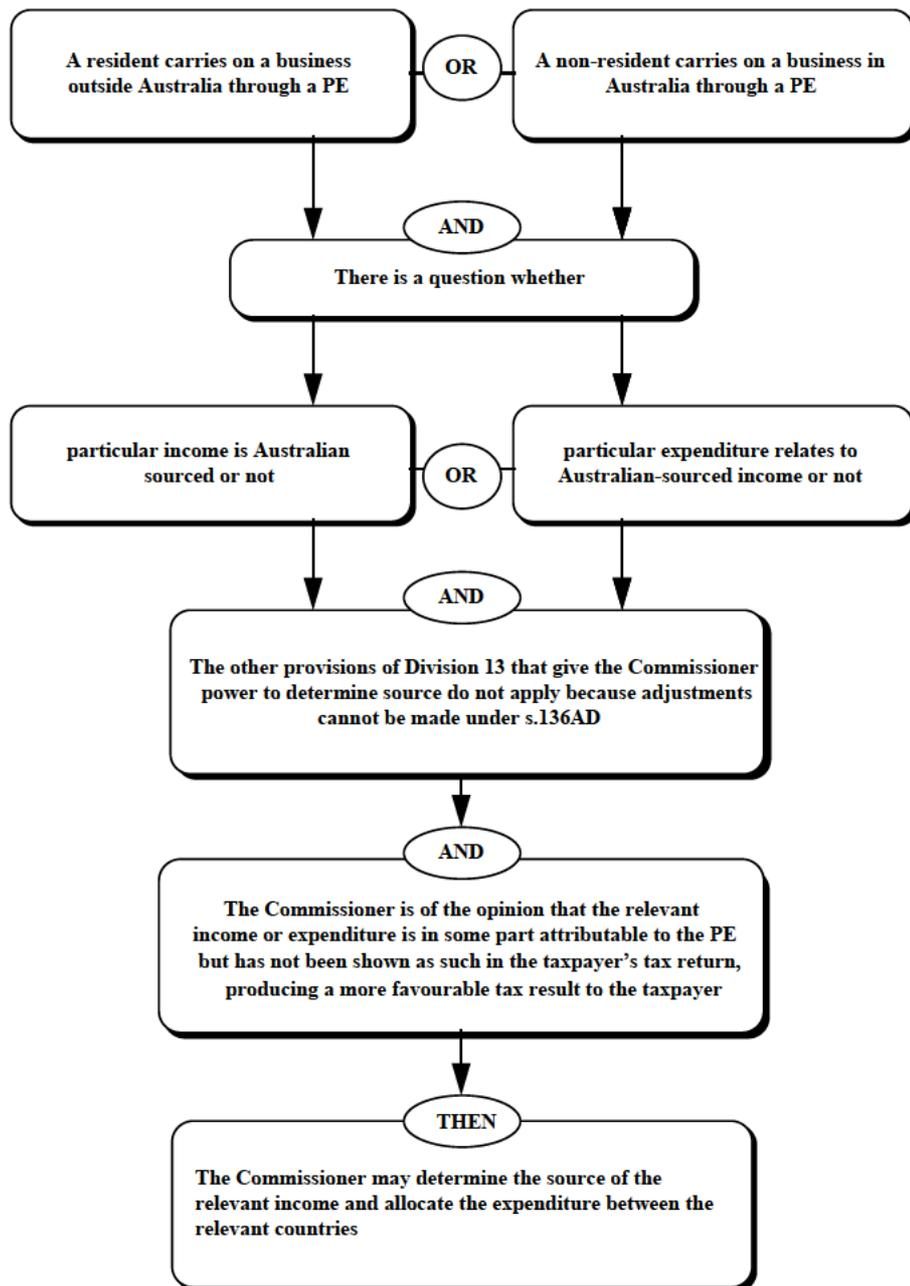 A resident carries on a business
outside Australia through a PE
OR
A non-resident carries on a business in
Australia through a PE
AND
There is a question whether
particular income is Australian
sourced or not
OR
particular expenditure relates to
Australian-sourced income or not
AND
The other provisions of Division 13 that give the Commissioner
power to determine source do not apply because adjustments
cannot be made under s.136AD
AND
The Commissioner is of the opinion that the relevant
income or expenditure is in some part attributable to the PE
but has not been shown as such in the taxpayer's tax return,
producing a more favourable tax result to the taxpayer
THEN
The Commissioner may determine the source of the
relevant income and allocate the expenditure between the
relevant countries